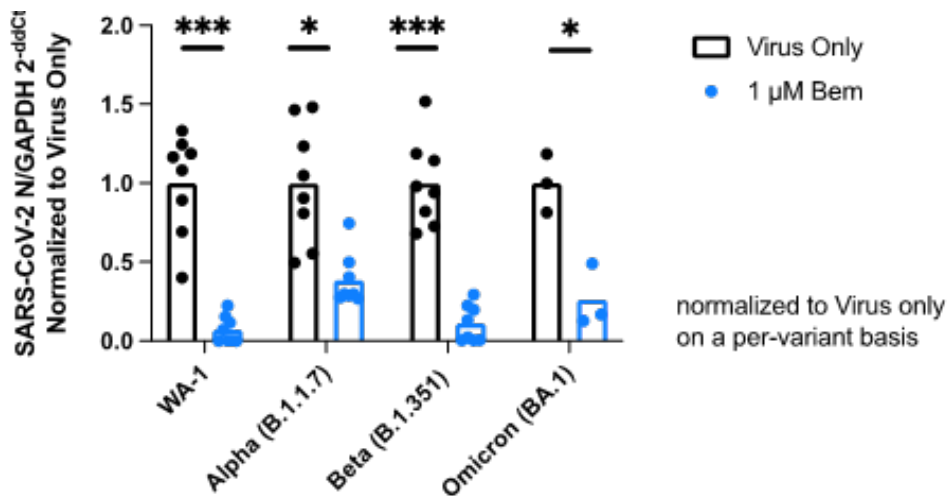 SARS-CoV-2 N/GAPDH 2-ddCt
Normalized to Virus Only
2.0
1.5
1.0
0.5
0.0
***
*
***
*
WA-1
Alpha (B.1.1.7)
Beta (B.1.351)
Omicron (BA.1)
Virus Only
1 µM Bem
normalized to Virus only
on a per-variant basis